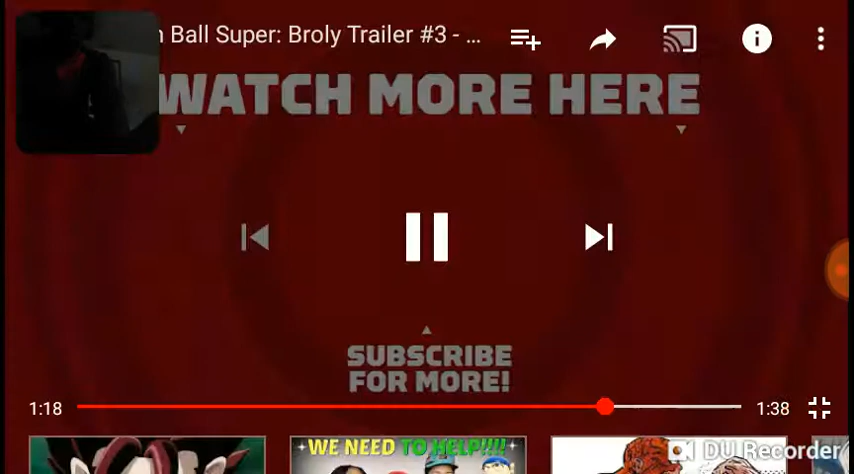 n Ball Super: Broly Trailer #3 - ...
WATCH MORE HERE
SUBSCRIBE
FOR MORE!
1:18
1:38
WE NEED TO HELP!!!!
DU Recorder